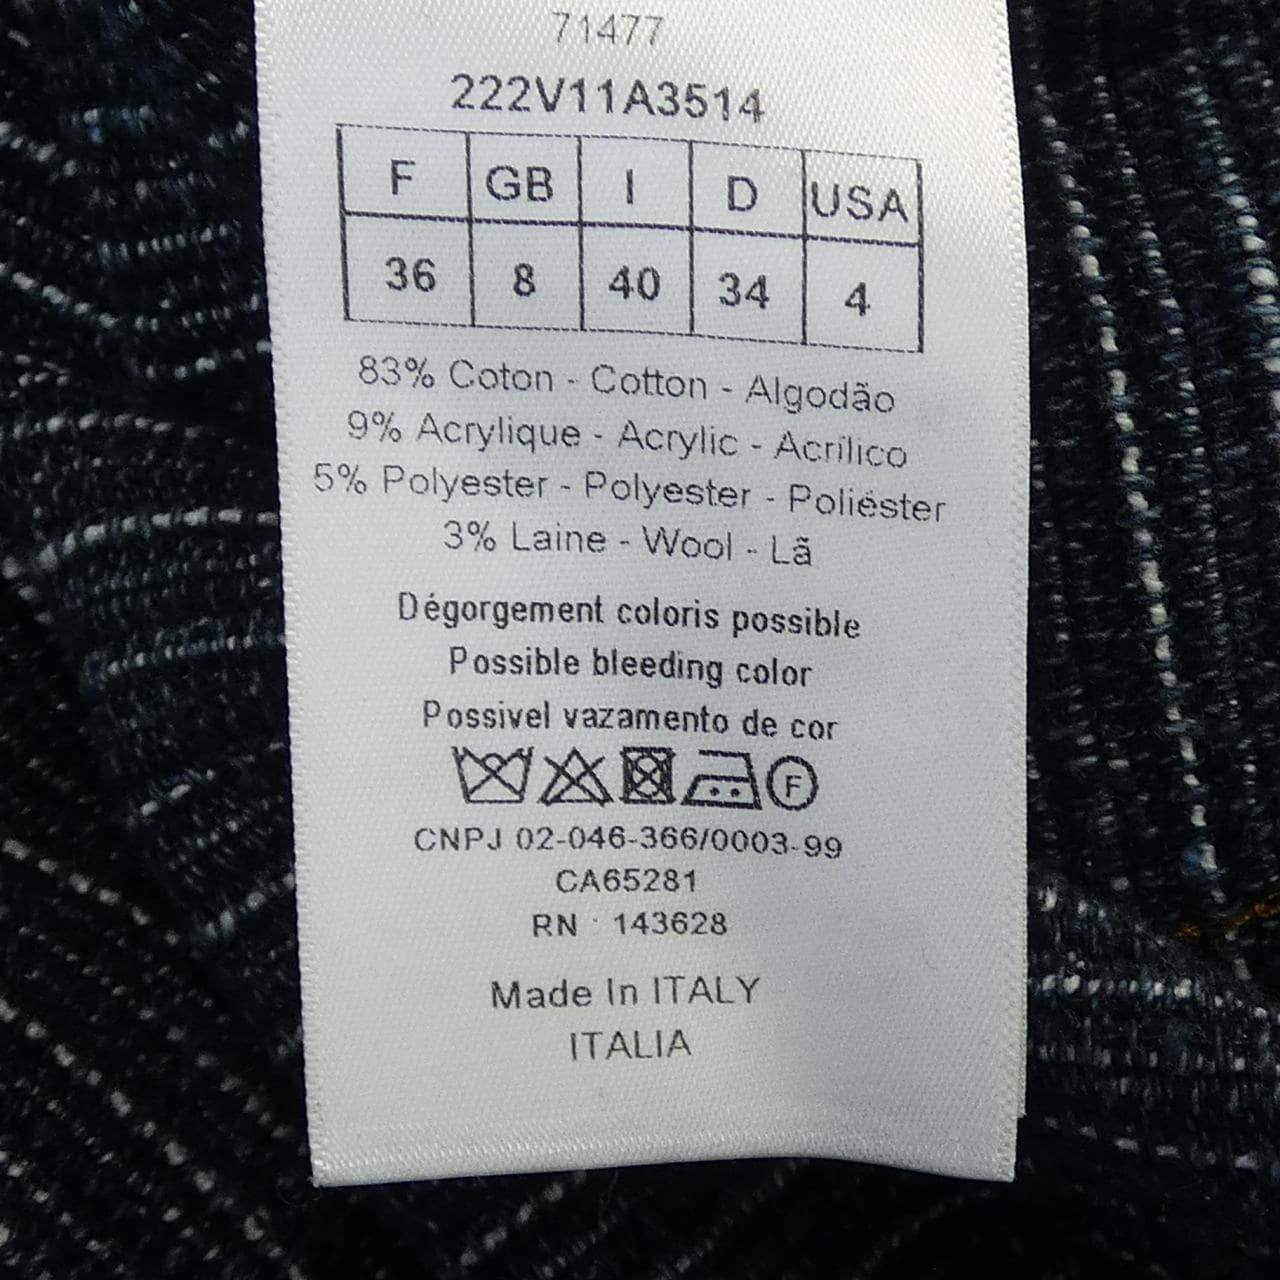 71477
222V11A3514
F GB I D USA
36 8 40 34 4
83% Coton - Cotton - Algodão
9% Acrylique - Acrylic - Acrílico
5% Polyester - Polyester - Poliéster
3% Laine - Wool - Lã
Dégorgement coloris possible
Possible bleeding color
Possivel vazamento de cor
F
CNPJ 02-046-366/0003-99
CA65281
RN · 143628
Made In ITALY
ITALIA